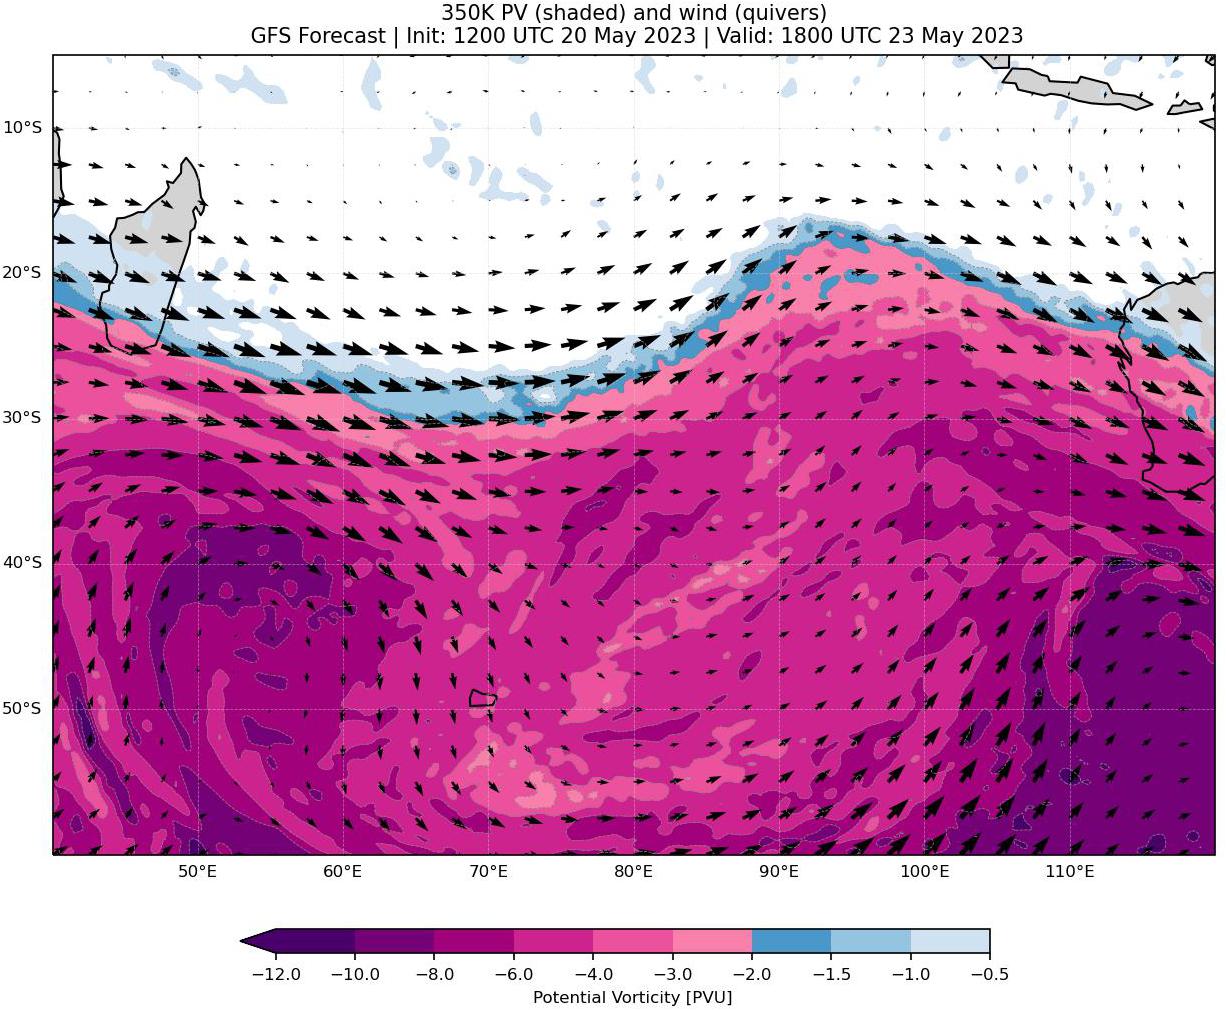 350K PV (shaded) and wind (quivers)
GFS Forecast | Init: 1200 UTC 20 May 2023 | Valid: 1800 UTC 23 May 2023
10°S
20°S
30°S
40°S
50°S
50°E 60°E 70°E 80°E 90°E 100°E 110°E
−12.0 −10.0 −8.0 −6.0 −4.0 −3.0 −2.0 −1.5 −1.0 −0.5
Potential Vorticity [PVU]